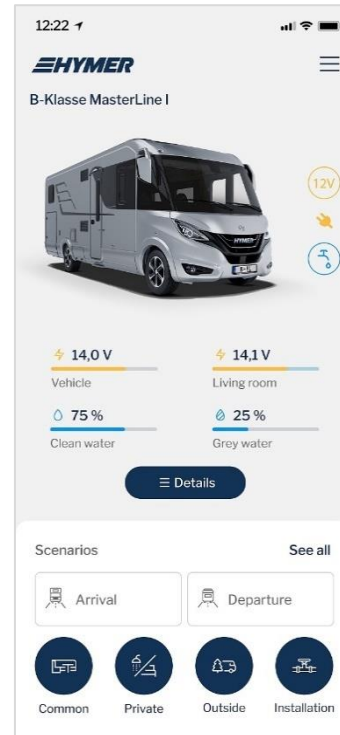 12:22
HYMER
B-Klasse MasterLine I
12V
14,0 V
14,1 V
Vehicle
Living room
75 %
25 %
Clean water
Grey water
Details
Scenarios
See all
Arrival
Departure
Common
Private
Outside
Installation